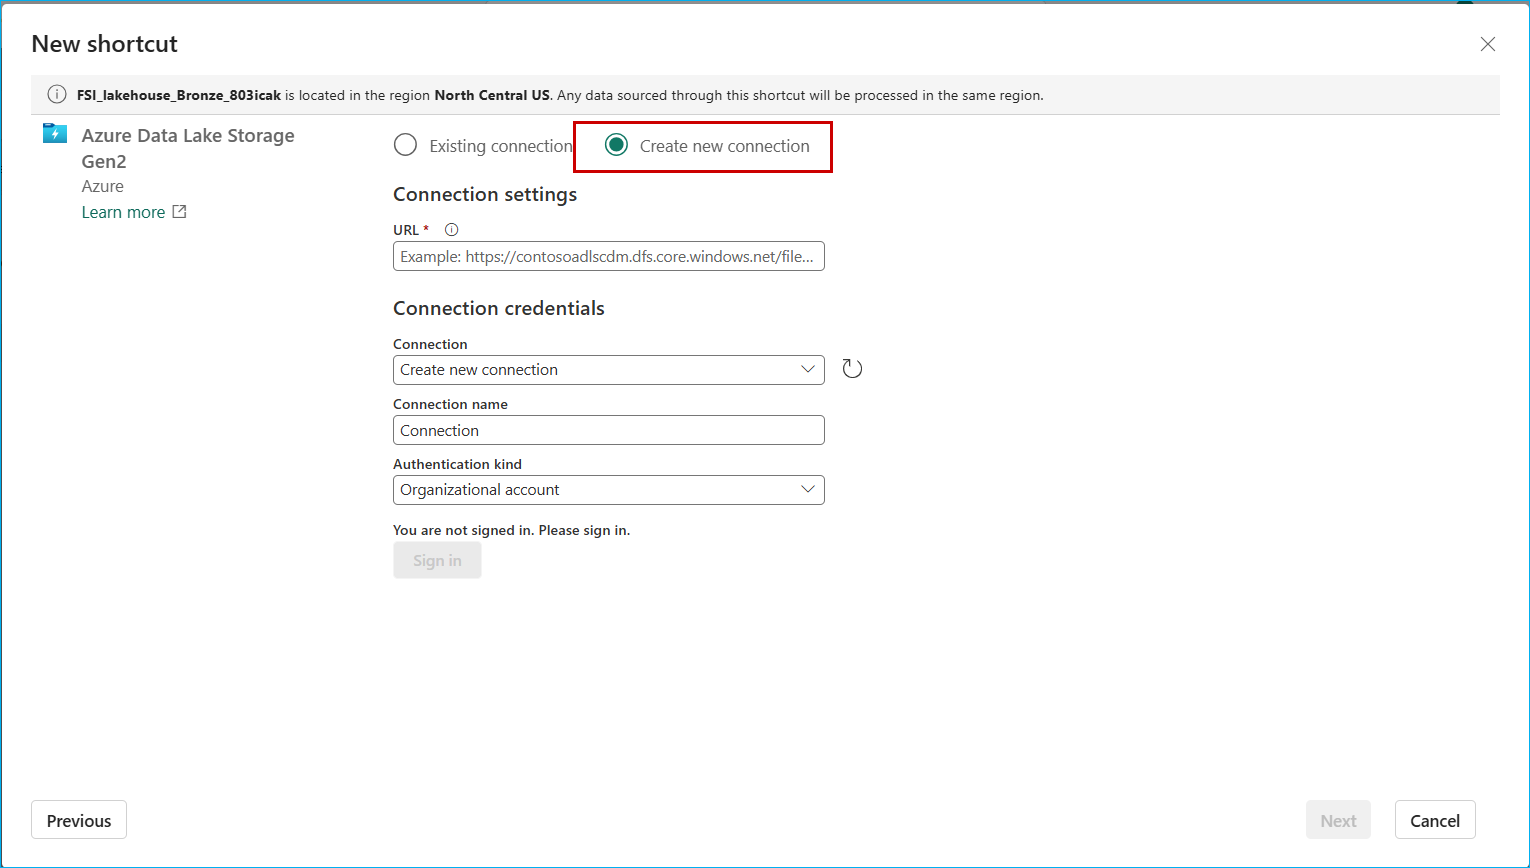 New shortcut
FSI_lakehouse_Bronze_803icak is located in the region North Central US. Any data sourced through this shortcut will be processed in the same region.
Azure Data Lake Storage
Gen2
Azure
Learn more
Existing connection
Create new connection
Connection settings
URL *
Example: https://contosoadlscdm.dfs.core.windows.net/file...
Connection credentials
Connection
Create new connection
Connection name
Connection
Authentication kind
Organizational account
You are not signed in. Please sign in.
Sign in
Previous
Next
Cancel